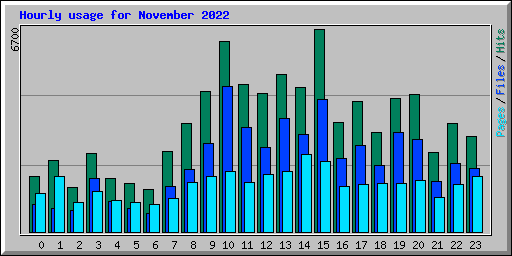 Hourly usage for November 2022
6700
Pages/Files/Hits
0 1 2 3 4 5 6 7 8 9 10 11 12 13 14 15 16 17 18 19 20 21 22 23